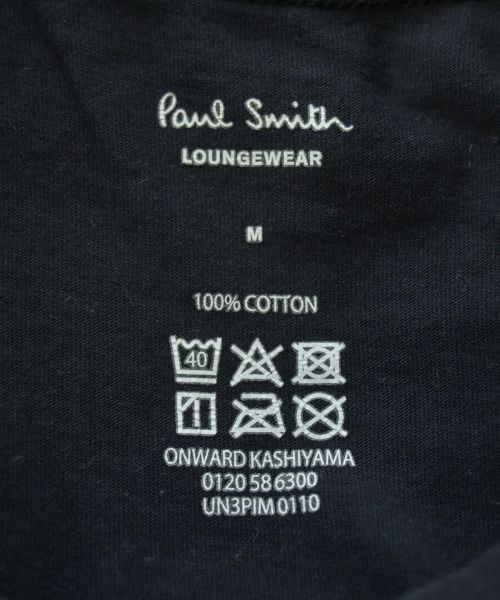 Paul Smith
LOUNGEWEAR
M
100% COTTON
40
ONWARD KASHIYAMA
0120 58 6300
UN3PIM 0110